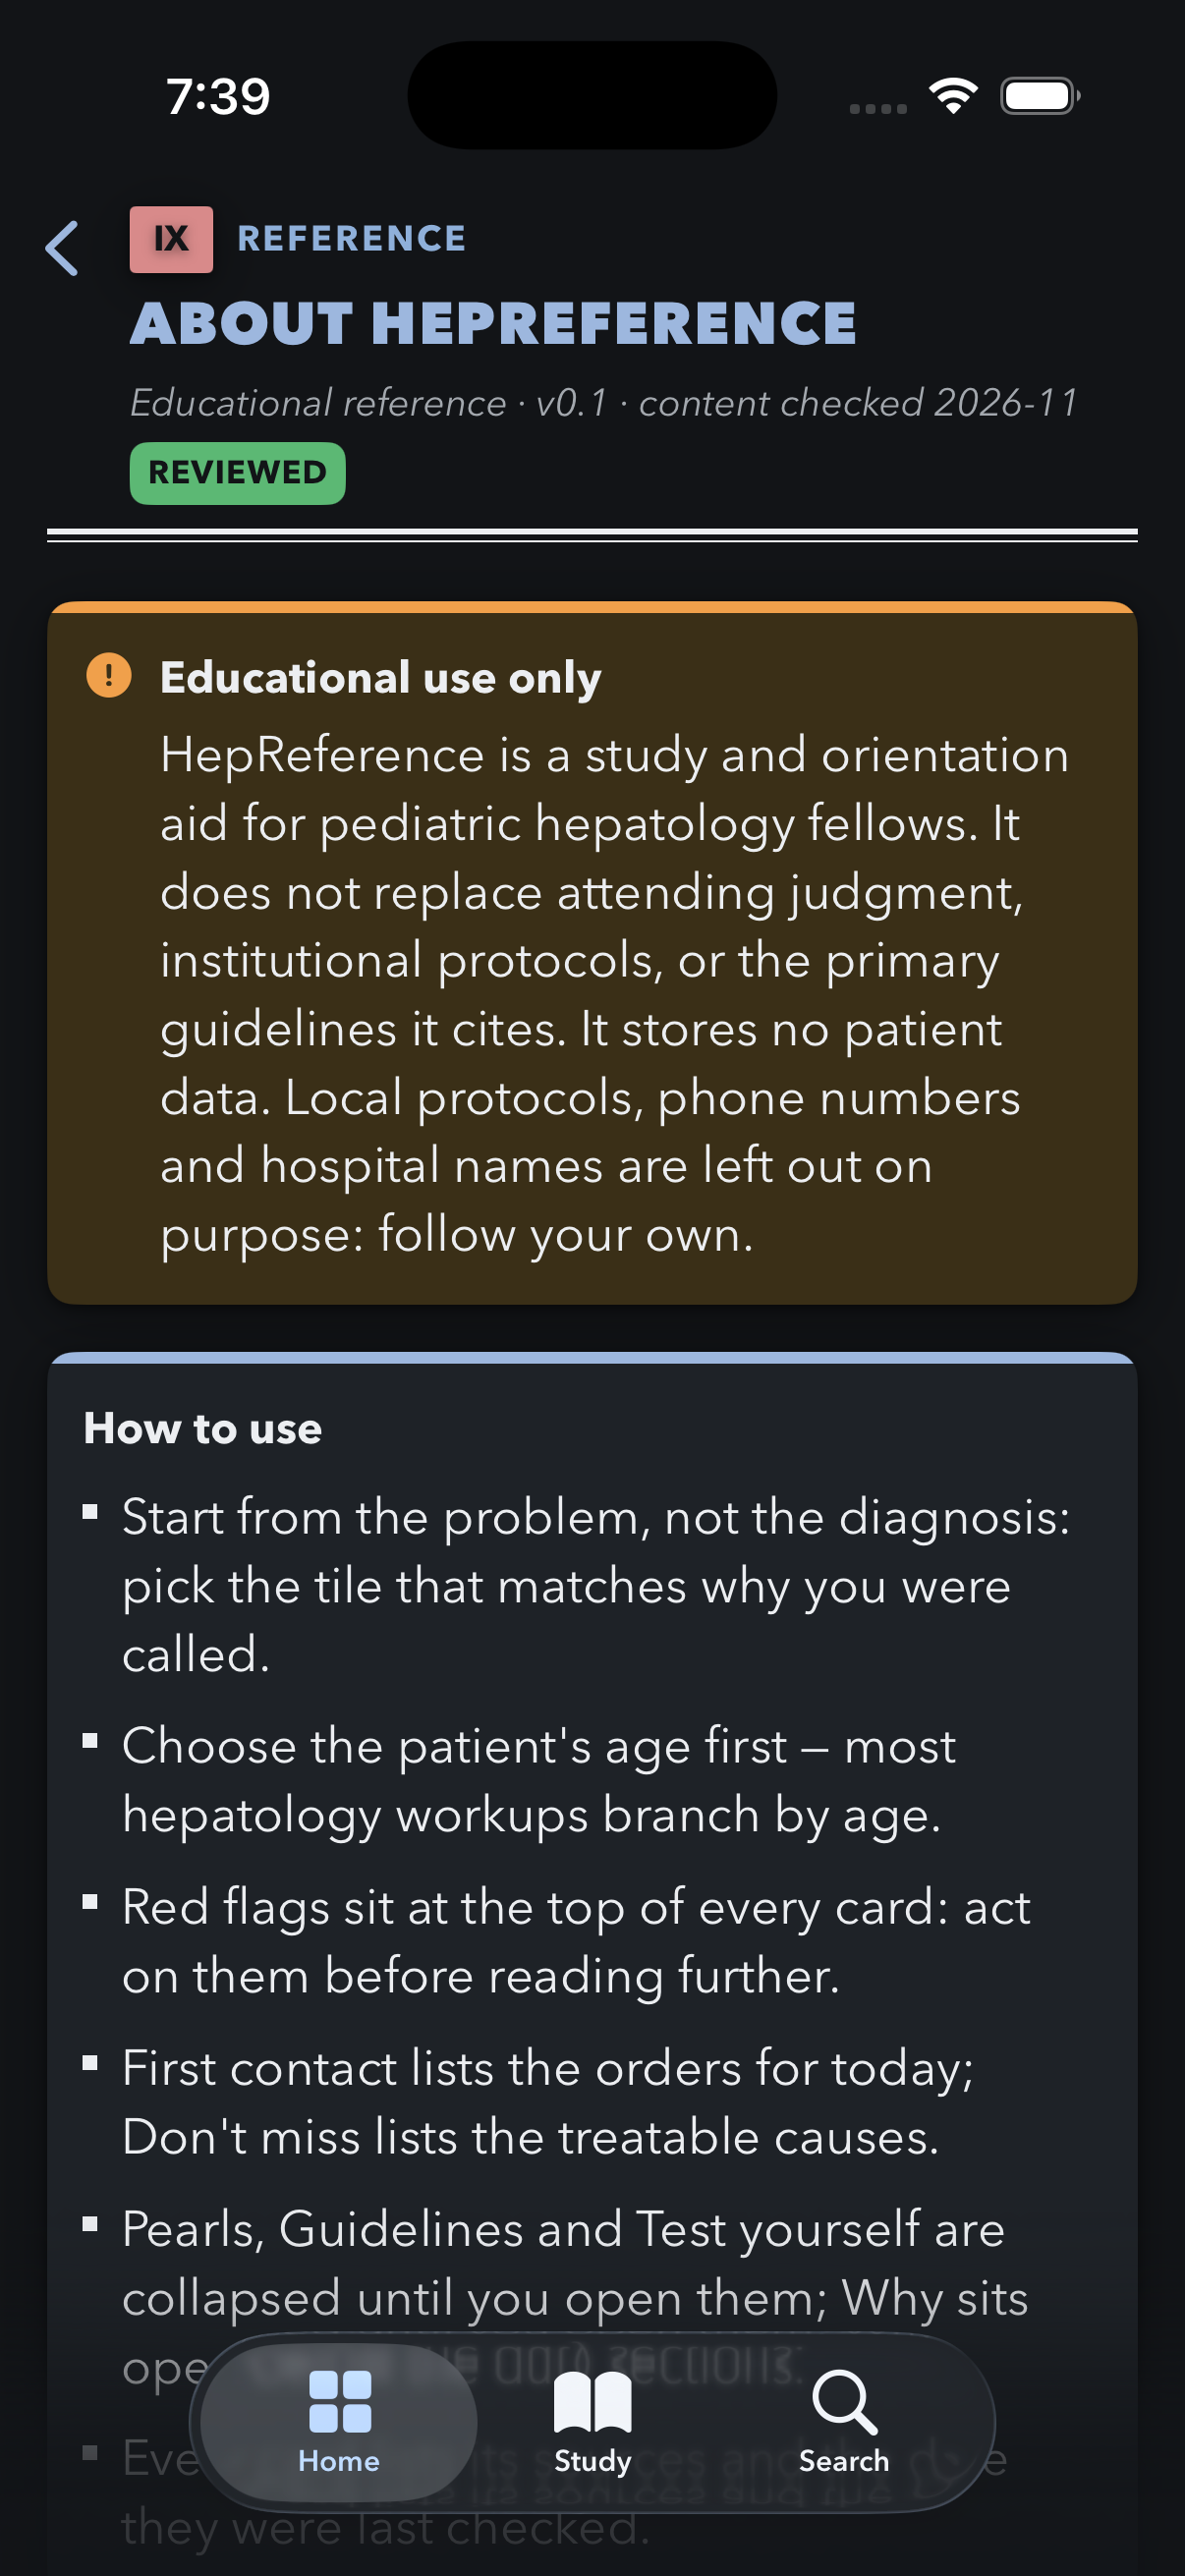 7:39
IX REFERENCE
ABOUT HEPREFERENCE
Educational reference · v0.1 · content checked 2026-11
REVIEWED
Educational use only
HepReference is a study and orientation
aid for pediatric hepatology fellows. It
does not replace attending judgment,
institutional protocols, or the primary
guidelines it cites. It stores no patient
data. Local protocols, phone numbers
and hospital names are left out on
purpose: follow your own.
How to use
Start from the problem, not the diagnosis:
pick the tile that matches why you were
called.
Choose the patient's age first – most
hepatology workups branch by age.
Red flags sit at the top of every card: act
on them before reading further.
First contact lists the orders for today;
Don't miss lists the treatable causes.
Pearls, Guidelines and Test yourself are
collapsed until you open them; Why sits
Home Study Search
they were last checked.